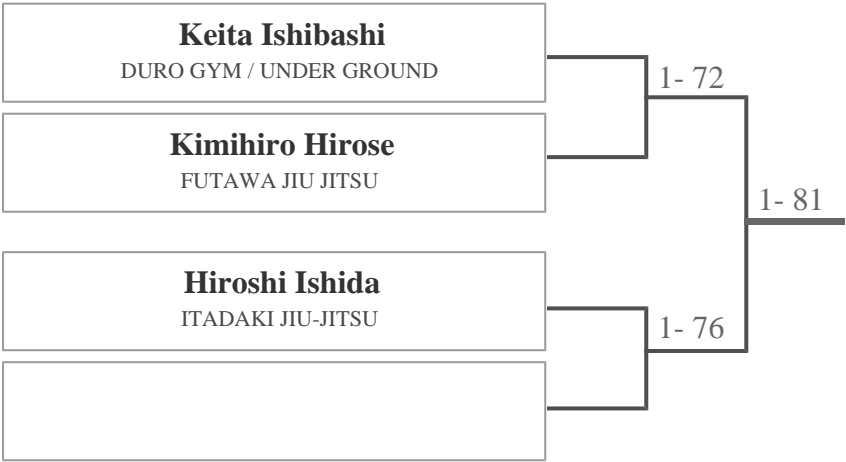 Keita Ishibashi
DURO GYM / UNDER GROUND
1- 72
Kimihiro Hirose
FUTAWA JIU JITSU
1- 81
Hiroshi Ishida
ITADAKI JIU-JITSU
1- 76